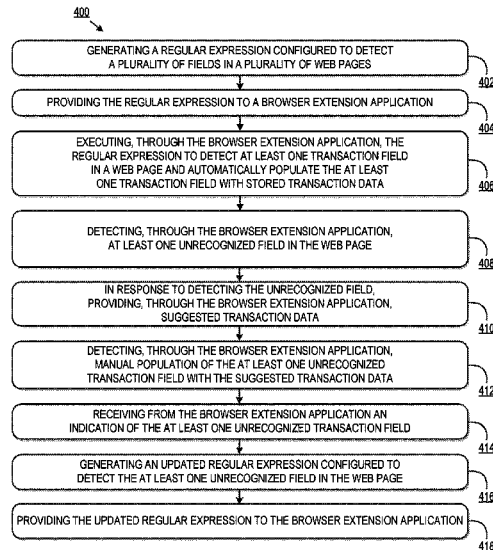 400
GENERATING A REGULAR EXPRESSION CONFIGURED TO DETECT
A PLURALITY OF FIELDS IN A PLURALITY OF WEB PAGES
402
PROVIDING THE REGULAR EXPRESSION TO A BROWSER EXTENSION APPLICATION
404
EXECUTING, THROUGH THE BROWSER EXTENSION APPLICATION, THE
REGULAR EXPRESSION TO DETECT AT LEAST ONE TRANSACTION FIELD
IN A WEB PAGE AND AUTOMATICALLY POPULATE THE AT LEAST
ONE TRANSACTION FIELD WITH STORED TRANSACTION DATA
406
DETECTING, THROUGH THE BROWSER EXTENSION APPLICATION,
AT LEAST ONE UNRECOGNIZED FIELD IN THE WEB PAGE
408
IN RESPONSE TO DETECTING THE UNRECOGNIZED FIELD,
PROVIDING, THROUGH THE BROWSER EXTENSION APPLICATION,
SUGGESTED TRANSACTION DATA
410
DETECTING, THROUGH THE BROWSER EXTENSION APPLICATION,
MANUAL POPULATION OF THE AT LEAST ONE UNRECOGNIZED
TRANSACTION FIELD WITH THE SUGGESTED TRANSACTION DATA
412
RECEIVING FROM THE BROWSER EXTENSION APPLICATION AN
INDICATION OF THE AT LEAST ONE UNRECOGNIZED TRANSACTION FIELD
414
GENERATING AN UPDATED REGULAR EXPRESSION CONFIGURED TO
DETECT THE AT LEAST ONE UNRECOGNIZED FIELD IN THE WEB PAGE
416
PROVIDING THE UPDATED REGULAR EXPRESSION TO THE BROWSER EXTENSION APPLICATION
418